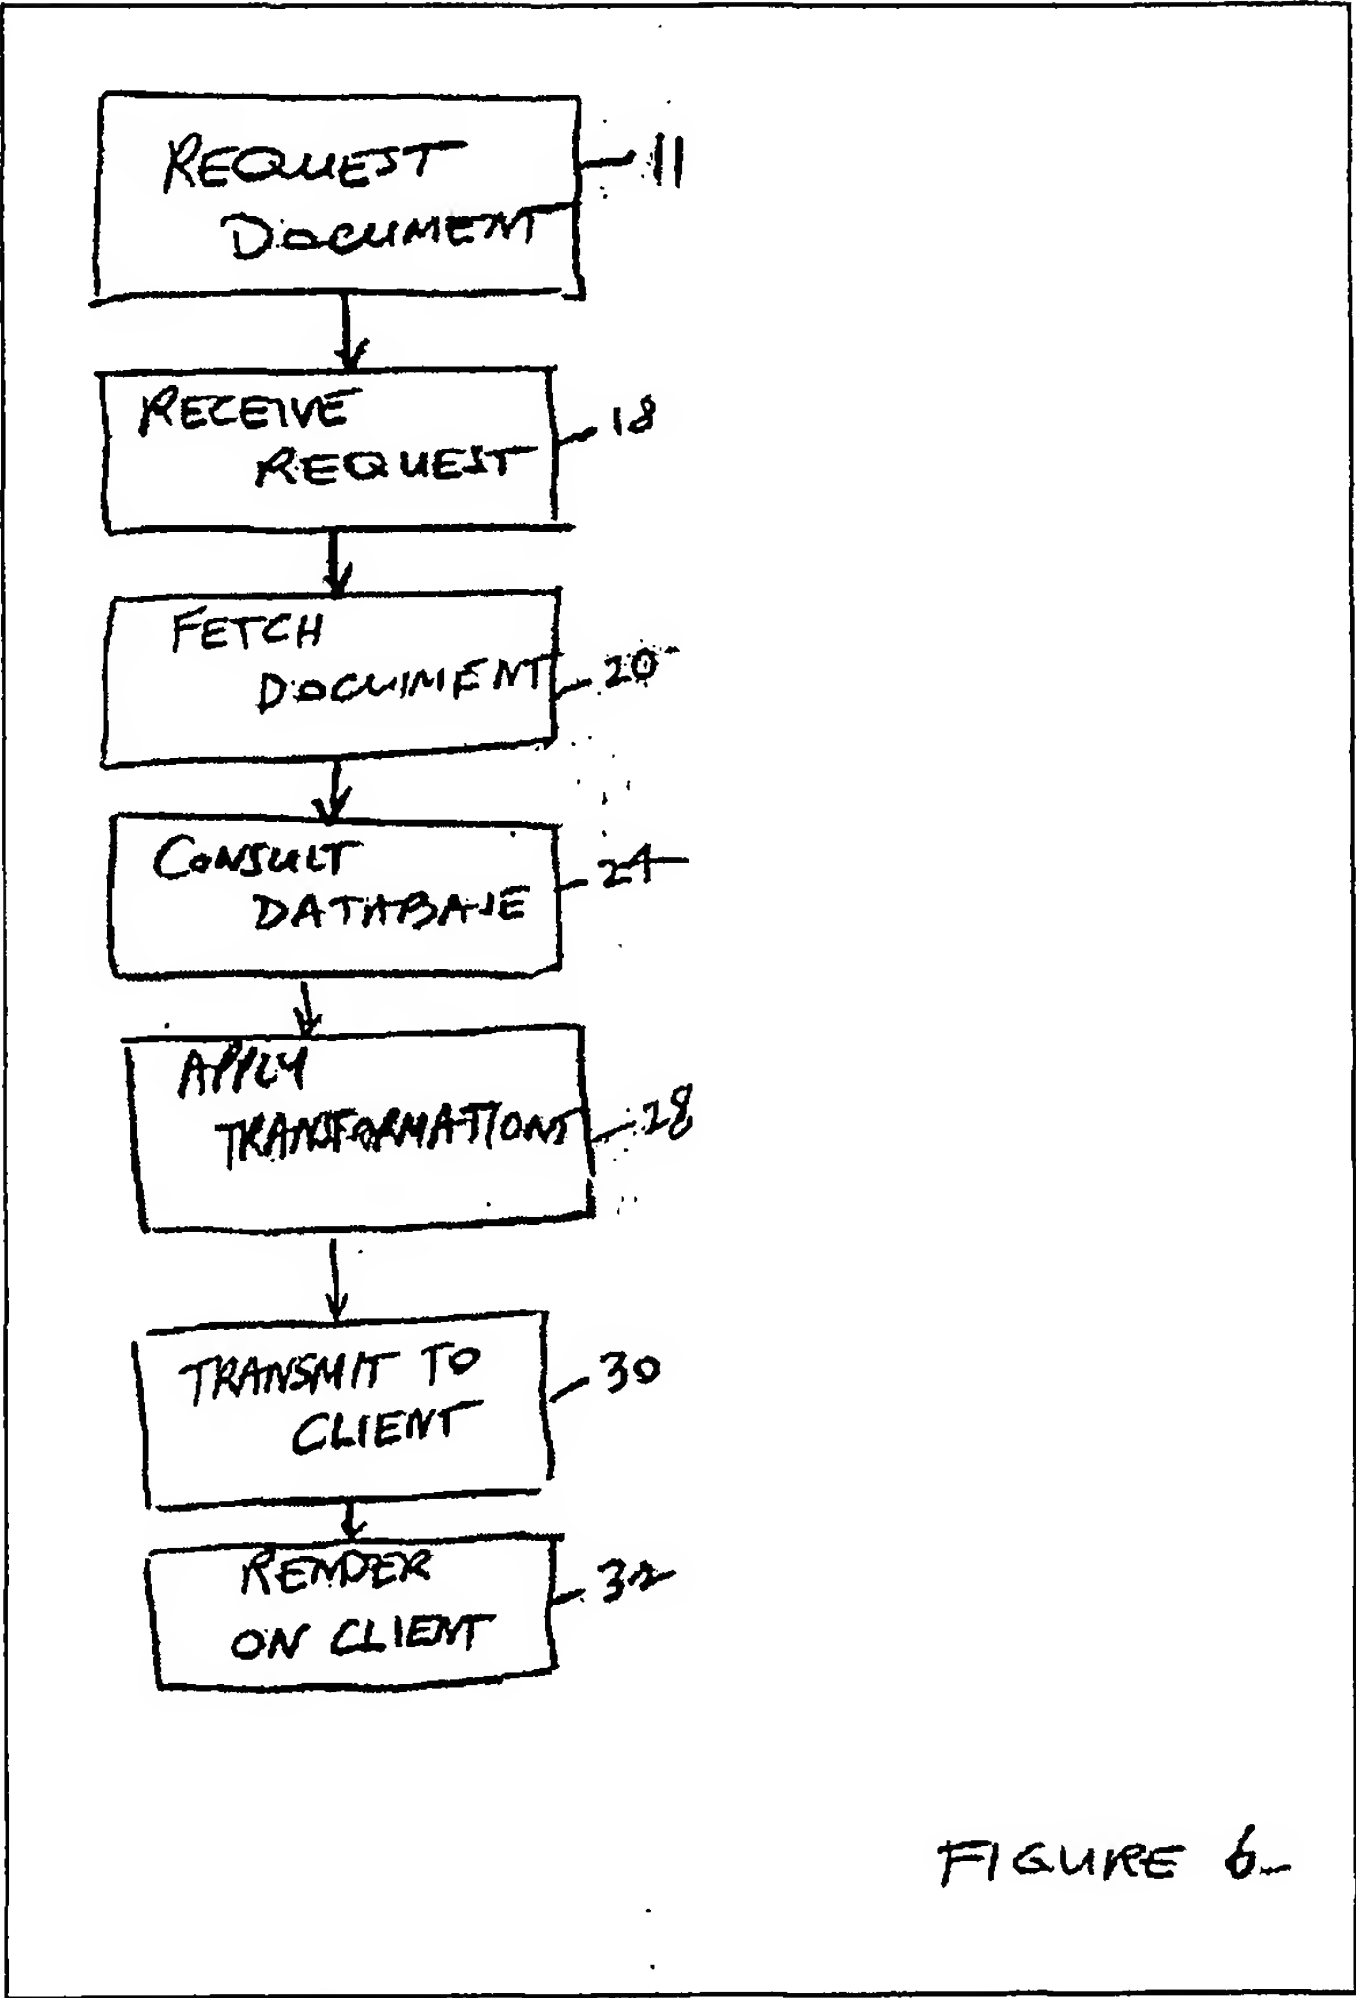 REQUEST
DOCUMENT
11
RECEIVE
REQUEST
18
FETCH
DOCUMENT
20
CONSULT
DATABASE
24
APPLY
TRANSFORMATIONS
28
TRANSMIT TO
CLIENT
30
RENDER
ON CLIENT
32
FIGURE 6